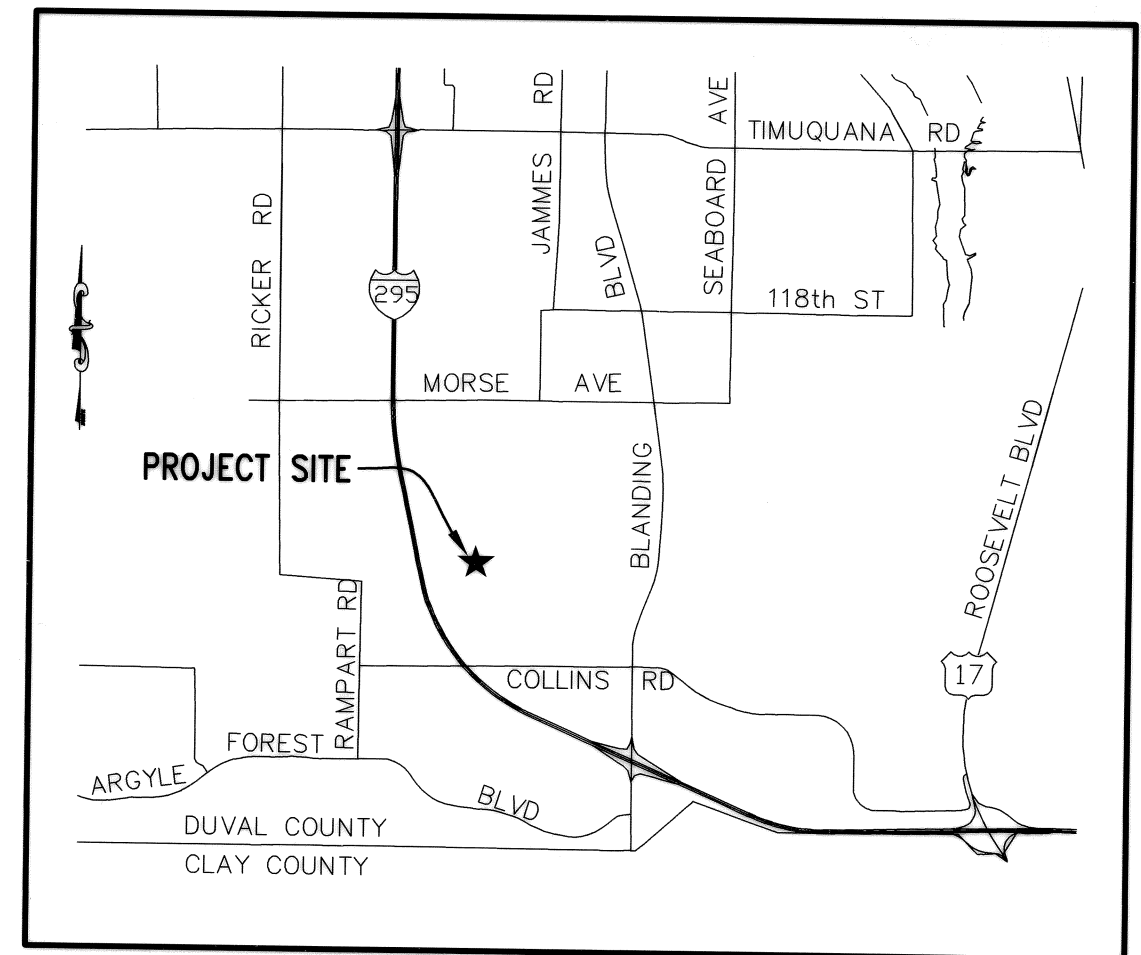 JAMMES RD
SEABOARD AVE
TIMUQUANA RD
RICKER RD
BLVD
295
118th ST
MORSE AVE
PROJECT SITE
BLANDING
ROOSEVELT BLVD
17
RAMPART RD
COLLINS RD
ARGYLE FOREST BLVD
DUVAL COUNTY
CLAY COUNTY